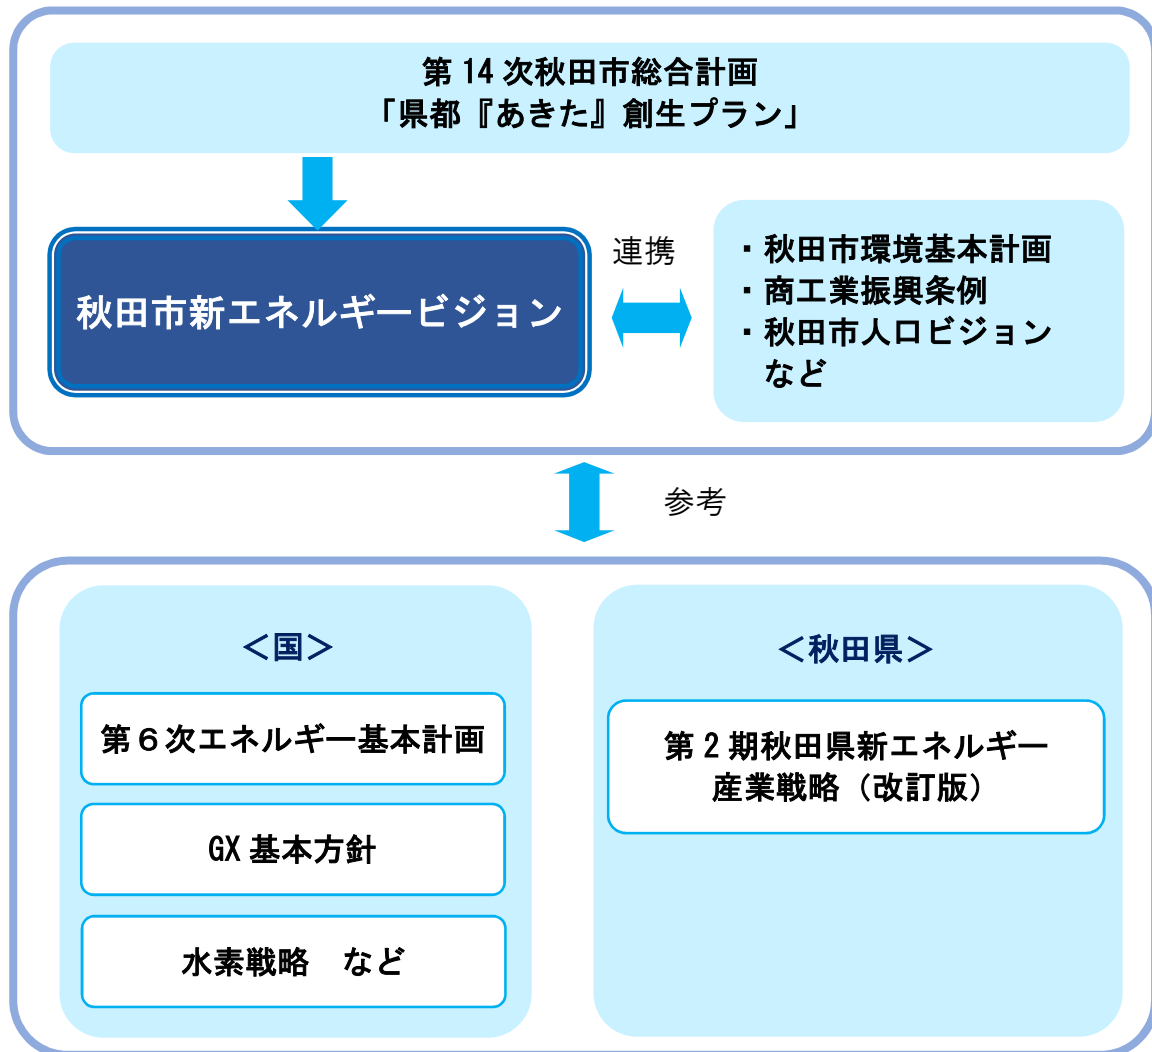 第 14 次秋田市総合計画
「県都『あきた』創生プラン」
秋田市新エネルギービジョン
連携
・秋田市環境基本計画
・商工業振興条例
・秋田市人口ビジョン
など
参考
＜国＞
第６次エネルギー基本計画
GX 基本方針
水素戦略　など
＜秋田県＞
第２期秋田県新エネルギー
産業戦略（改訂版）